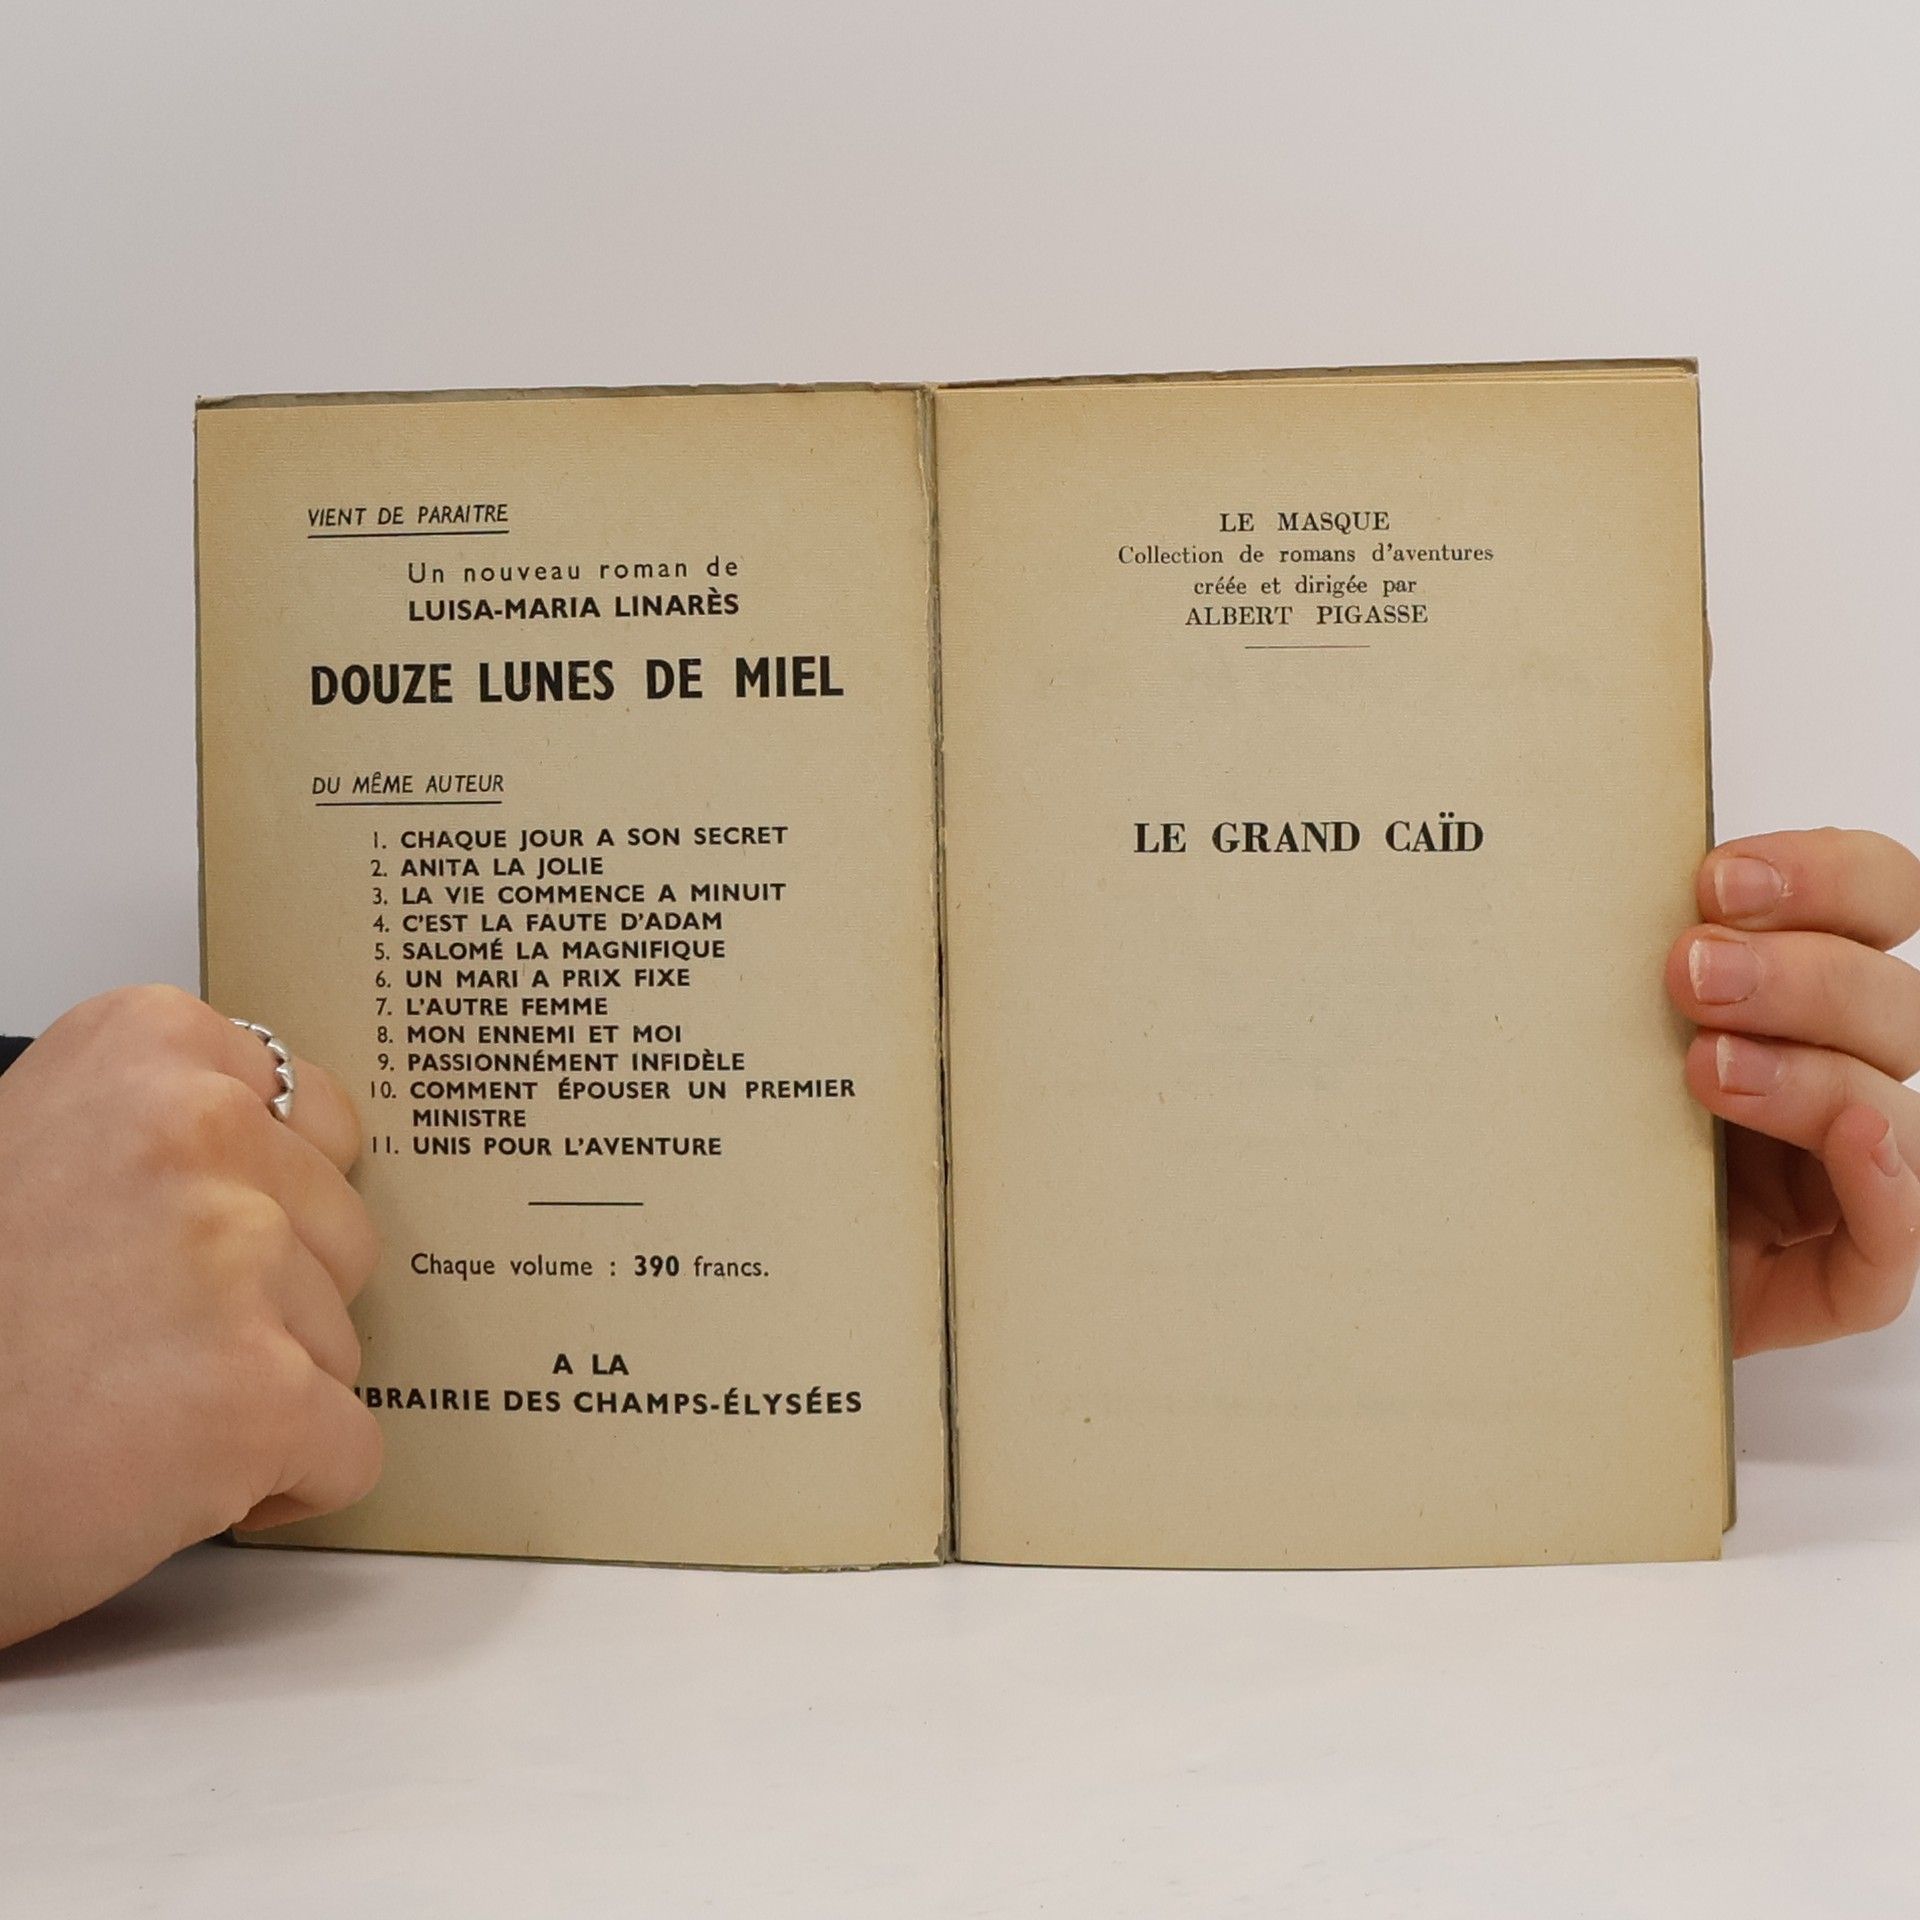 VIENT DE PARAITRE
Un nouveau roman de
LUISA-MARIA LINARÈS
DOUZE LUNES DE MIEL
DU MÊME AUTEUR
1. CHAQUE JOUR A SON SECRET
2. ANITA LA JOLIE
3. LA VIE COMMENCE A MINUIT
4. C'EST LA FAUTE D'ADAM
5. SALOMÉ LA MAGNIFIQUE
6. UN MARI A PRIX FIXE
7. L'AUTRE FEMME
8. MON ENNEMI ET MOI
9. PASSIONNÉMENT INFIDÈLE
10. COMMENT ÉPOUSER UN PREMIER
MINISTRE
11. UNIS POUR L'AVENTURE
Chaque volume : 390 francs.
A LA
IBRAIRIE DES CHAMPS-ÉLYSÉES
LE MASQUE
Collection de romans d'aventures
créée et dirigée par
ALBERT PIGASSE
LE GRAND CAÏD